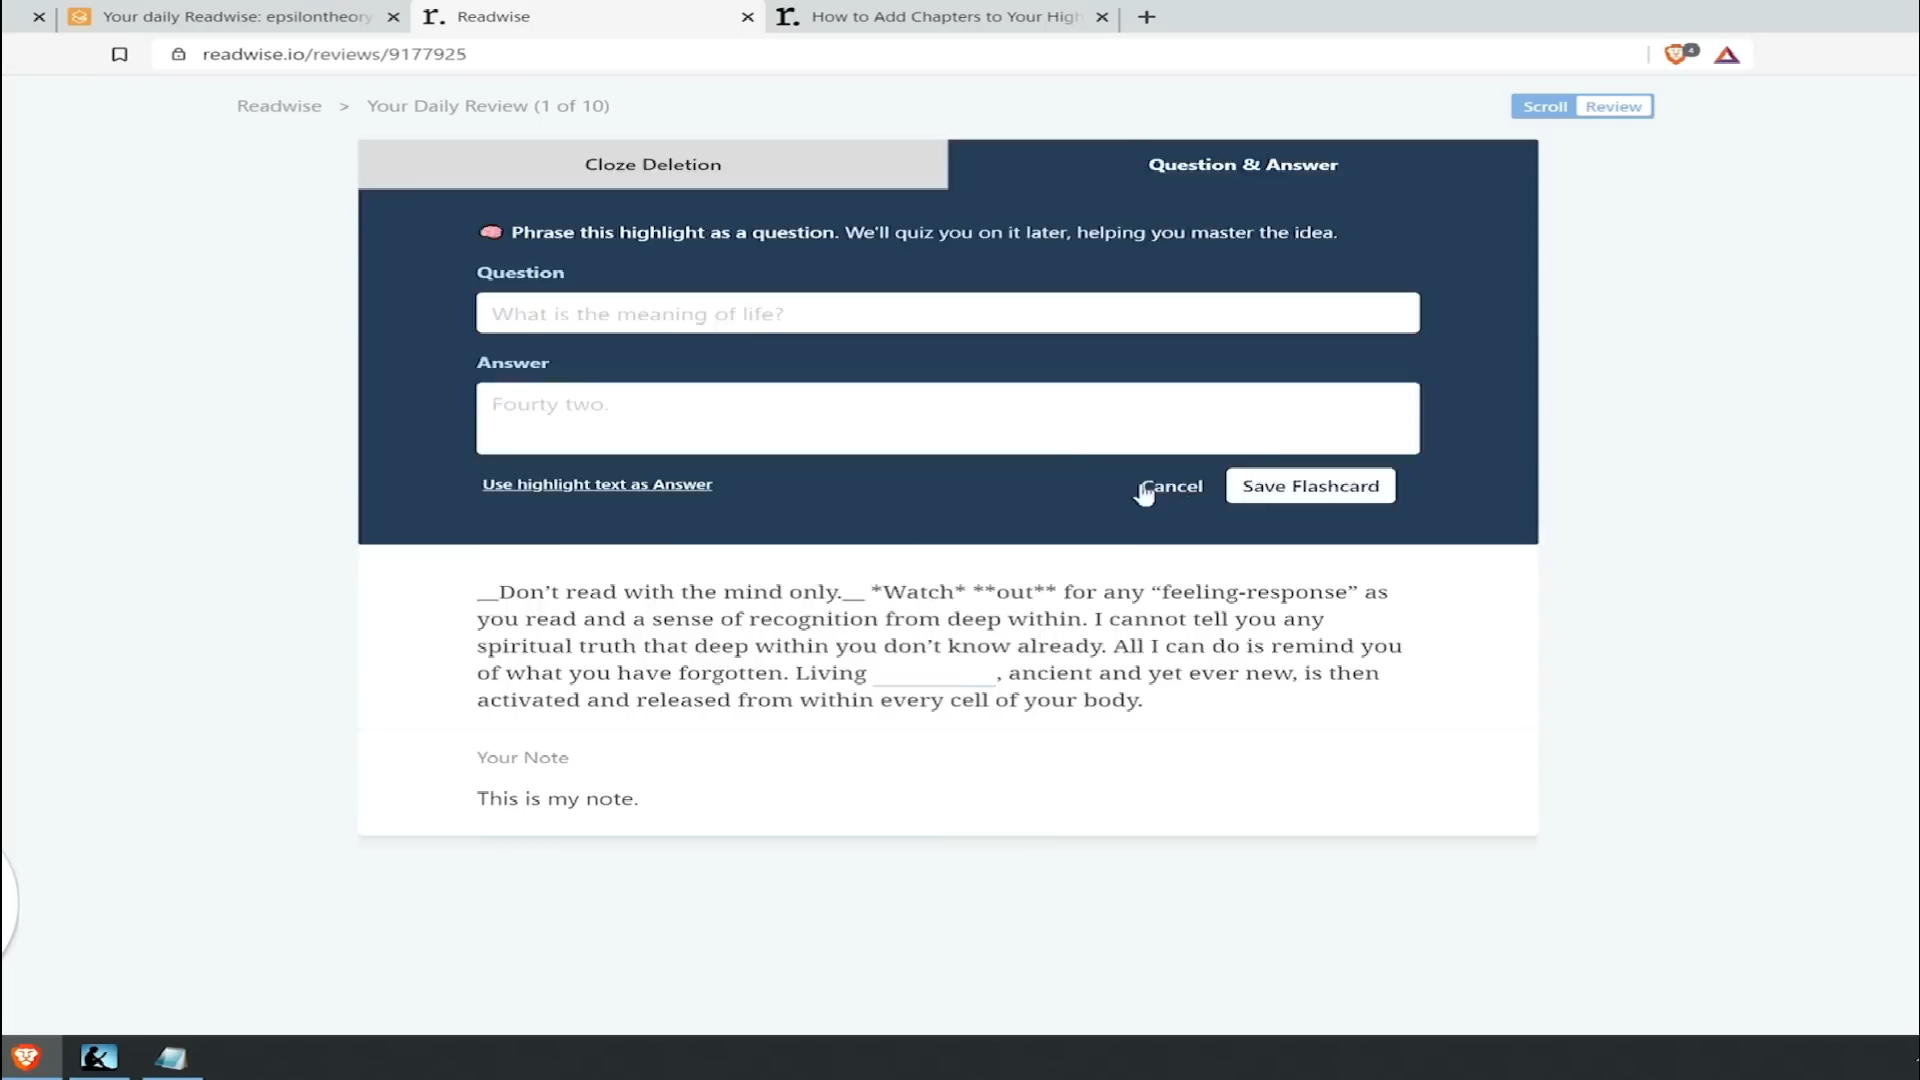 Your daily Readwise: epsilontheory
r. Readwise
r. How to Add Chapters to Your High
readwise.io/reviews/9177925
4
Readwise > Your Daily Review (1 of 10)
Scroll Review
Cloze Deletion
Question & Answer
Phrase this highlight as a question. We'll quiz you on it later, helping you master the idea.
Question
What is the meaning of life?
Answer
Fourty two.
Use highlight text as Answer
Cancel
Save Flashcard
__Don’t read with the mind only.__ *Watch* **out** for any “feeling-response” as
you read and a sense of recognition from deep within. I cannot tell you any
spiritual truth that deep within you don’t know already. All I can do is remind you
of what you have forgotten. Living __________, ancient and yet ever new, is then
activated and released from within every cell of your body.
Your Note
This is my note.